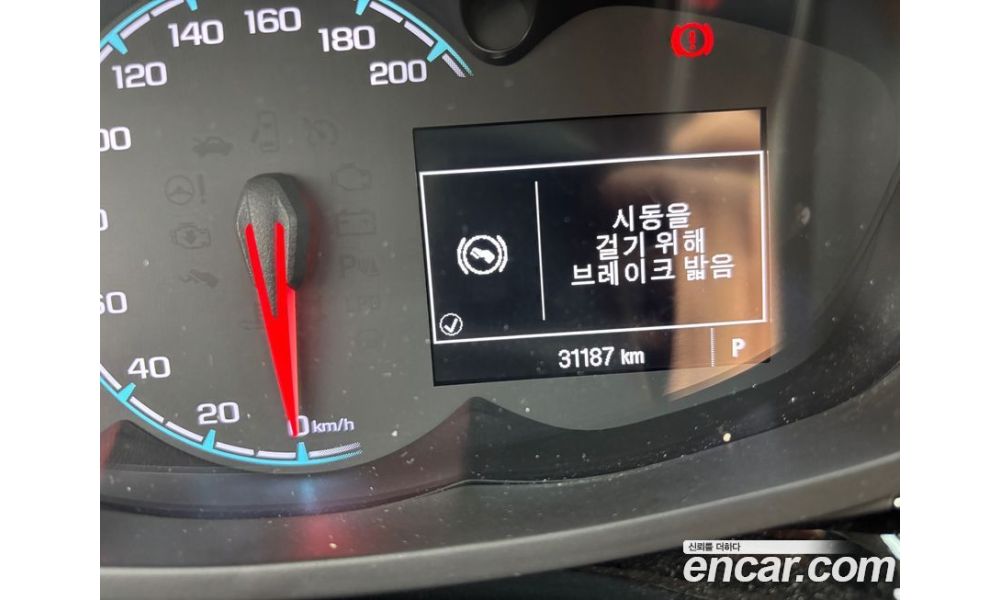 140
160
180
120
200
시동을
걸기 위해
브레이크 밟음
40
31187 km
P
20
0 km/h
신뢰를 더하다
encar.com